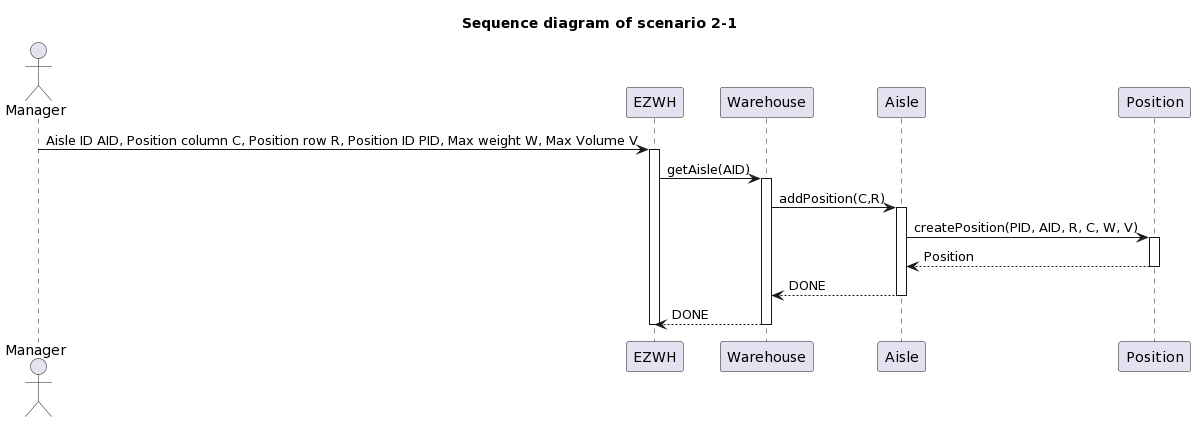 Sequence diagram of scenario 2-1
Manager
EZWH
Warehouse
Aisle
Position
Aisle ID AID, Position column C, Position row R, Position ID PID, Max weight W, Max Volume V
getAisle(AID)
addPosition(C,R)
createPosition(PID, AID, R, C, W, V)
Position
DONE
DONE
Manager
EZWH
Warehouse
Aisle
Position